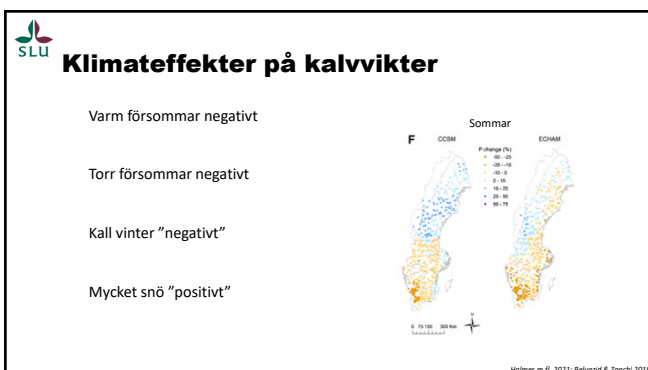 SLU
Klimateffekter på kalvvikter
Varm försommar negativt
Torr försommar negativt
Kall vinter ”negativt”
Mycket snö ”positivt”
Sommar
F CCSM ECHAM
P change (%)
-50 - -25
-25 - -10
-10 - 0
0 - 10
10 - 25
25 - 50
50 - 75
N
0 75 150 300 Km
Holmer m.fl. 2021; Belyazid & Zanchi 2019